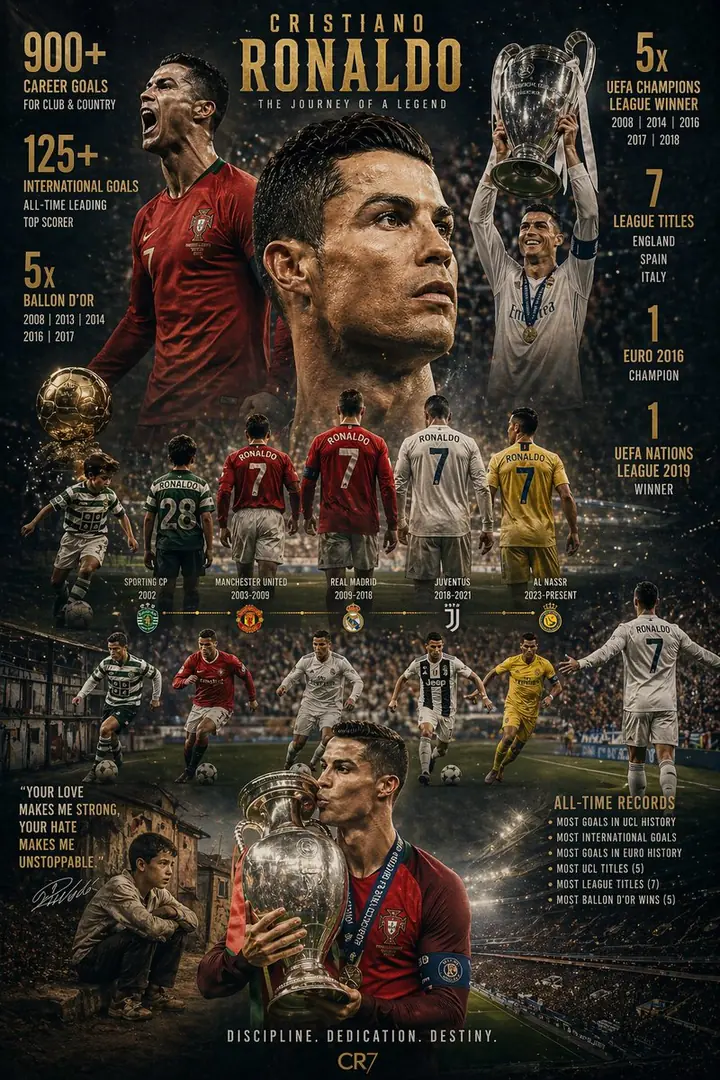 CRISTIANO
RONALDO
THE JOURNEY OF A LEGEND
900+
CAREER GOALS
FOR CLUB & COUNTRY
125+
INTERNATIONAL GOALS
ALL-TIME LEADING
TOP SCORER
5x
BALLON D'OR
2008 | 2013 | 2014
2016 | 2017
5x
UEFA CHAMPIONS
LEAGUE WINNER
2008 | 2014 | 2016
2017 | 2018
7
LEAGUE TITLES
ENGLAND
SPAIN
ITALY
1
EURO 2016
CHAMPION
1
UEFA NATIONS
LEAGUE 2019
WINNER
7
RONALDO
28
RONALDO
7
RONALDO
7
RONALDO
7
RONALDO
7
SPORTING CP
2002
MANCHESTER UNITED
2003-2009
REAL MADRID
2009-2018
JUVENTUS
2018-2021
AL NASSR
2023-PRESENT
Jeep
RONALDO
7
"YOUR LOVE
MAKES ME STRONG,
YOUR HATE
MAKES ME
UNSTOPPABLE."
ALL-TIME RECORDS
• MOST GOALS IN UCL HISTORY
• MOST INTERNATIONAL GOALS
• MOST GOALS IN EURO HISTORY
• MOST UCL TITLES (5)
• MOST LEAGUE TITLES (7)
• MOST BALLON D'OR WINS (5)
DISCIPLINE. DEDICATION. DESTINY.
CR7